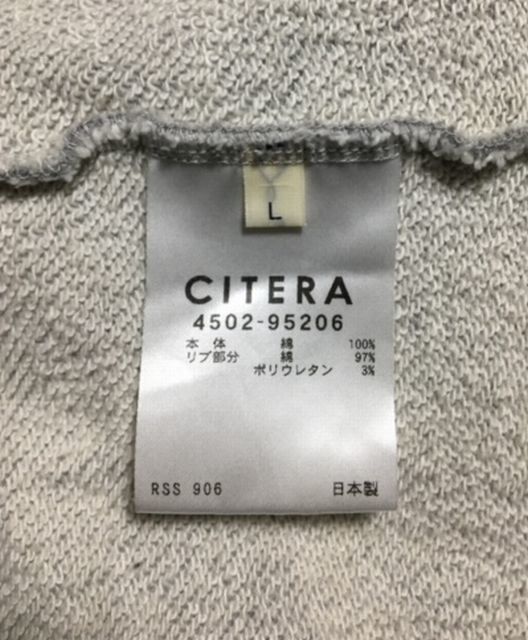 L
CITERA
4502-95206
本体 綿 100%
リブ部分 綿 97%
ポリウレタン 3%
RSS 906 日本製